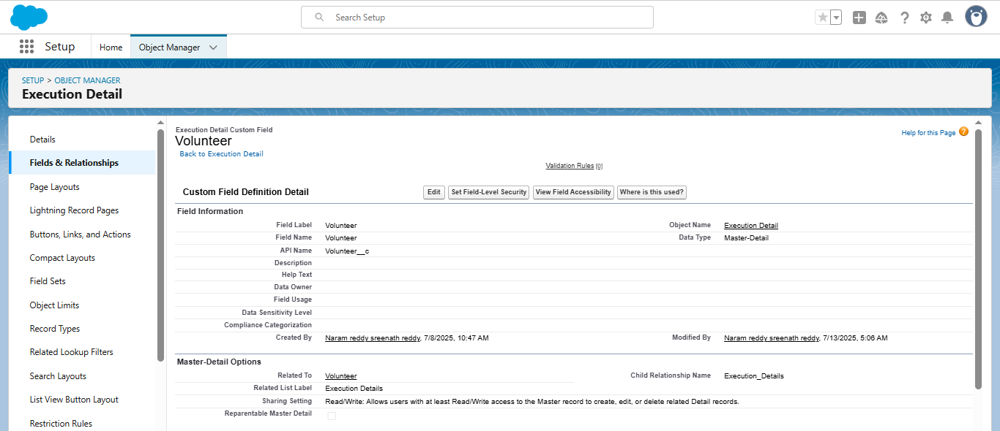 Search Setup
Setup
Home
Object Manager
SETUP > OBJECT MANAGER
Execution Detail
Details
Fields & Relationships
Page Layouts
Lightning Record Pages
Buttons, Links, and Actions
Compact Layouts
Field Sets
Object Limits
Record Types
Related Lookup Filters
Search Layouts
List View Button Layout
Restriction Rules
Execution Detail Custom Field
Volunteer
Back to Execution Detail
Help for this Page ?
Validation Rules [0]
Custom Field Definition Detail Edit Set Field-Level Security View Field Accessibility Where is this used?
Field Information
Field Label Volunteer Object Name Execution Detail
Field Name Volunteer Data Type Master-Detail
API Name Volunteer__c
Description
Help Text
Data Owner
Field Usage
Data Sensitivity Level
Compliance Categorization
Created By Naram reddy sreenath reddy, 7/8/2025, 10:47 AM Modified By Naram reddy sreenath reddy, 7/13/2025, 5:06 AM
Master-Detail Options
Related To Volunteer Child Relationship Name Execution_Details
Related List Label Execution Details
Sharing Setting Read/Write: Allows users with at least Read/Write access to the Master record to create, edit, or delete related Detail records.
Reparentable Master Detail